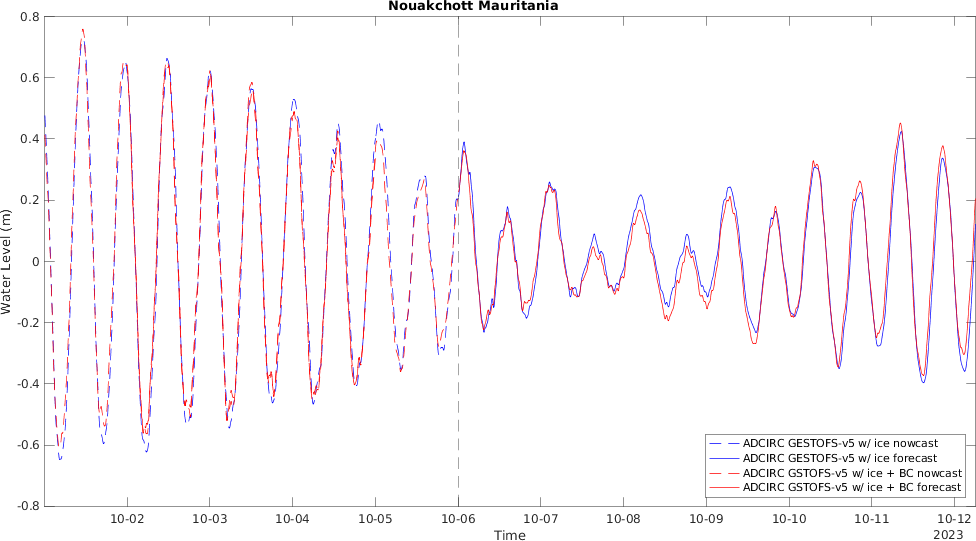 Nouakchott Mauritania
0.8
0.6
0.4
0.2
0
-0.2
-0.4
-0.6
-0.8
Water Level (m)
10-02 10-03 10-04 10-05 10-06 10-07 10-08 10-09 10-10 10-11 10-12
Time
2023
ADCIRC GESTOFS-v5 w/ ice nowcast
ADCIRC GESTOFS-v5 w/ ice forecast
ADCIRC GSTOFS-v5 w/ ice + BC nowcast
ADCIRC GSTOFS-v5 w/ ice + BC forecast